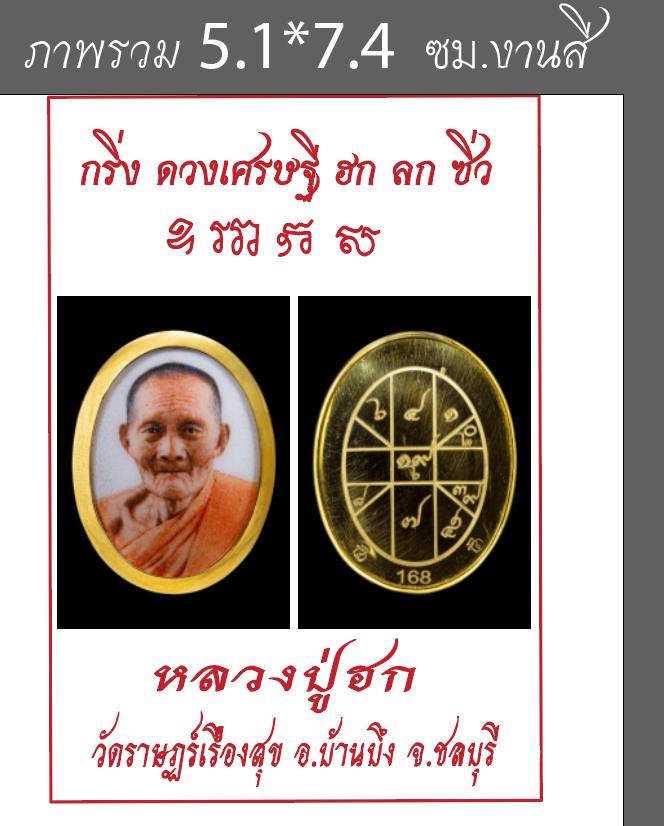 ภาพรวม 5.1*7.4 ซม.งานสี
กริ่ง ดวงเศรษฐี ฮก ลก ซิ่ว
168
หลวงปู่ฮก
วัดราษฎร์เรืองสุข อ.บ้านบึง จ.ชลบุรี